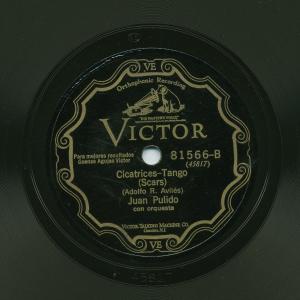 VE
Orthophonic Recording
"HIS MASTER'S VOICE"
VICTOR
Para mejores resultados
Úsense Agujas Victor
81566-B
(45817)
Cicatrices-Tango
(Scars)
(Adolfo R. Avilés)
Juan Pulido
con orquesta
VICTOR TALKING MACHINE CO.
Camden, N.J.
VE
45817